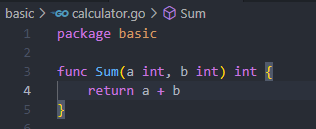 basic > calculator.go > Sum
1 package basic
2
3 func Sum(a int, b int) int {
4     return a + b
5 }